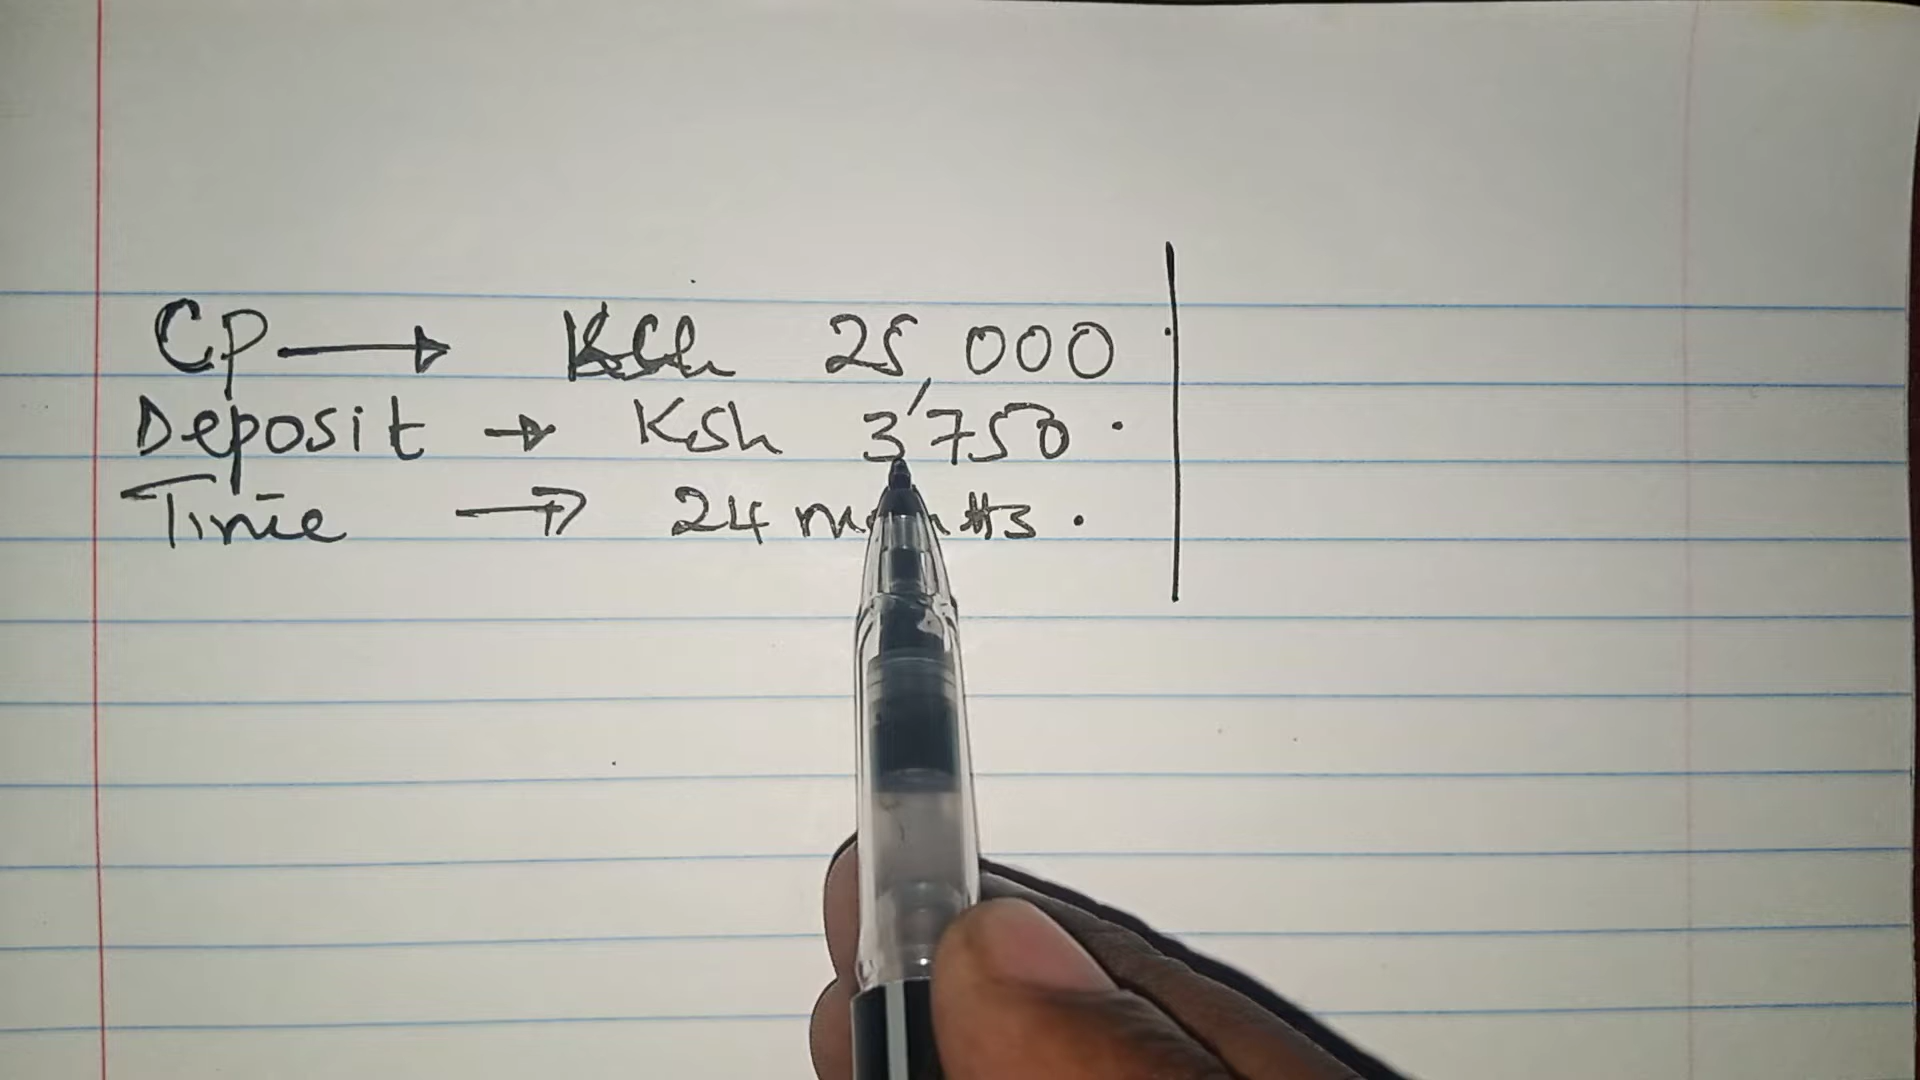 CP → Ksh 25,000
Deposit → Ksh 3'750.
Time → 24 months.